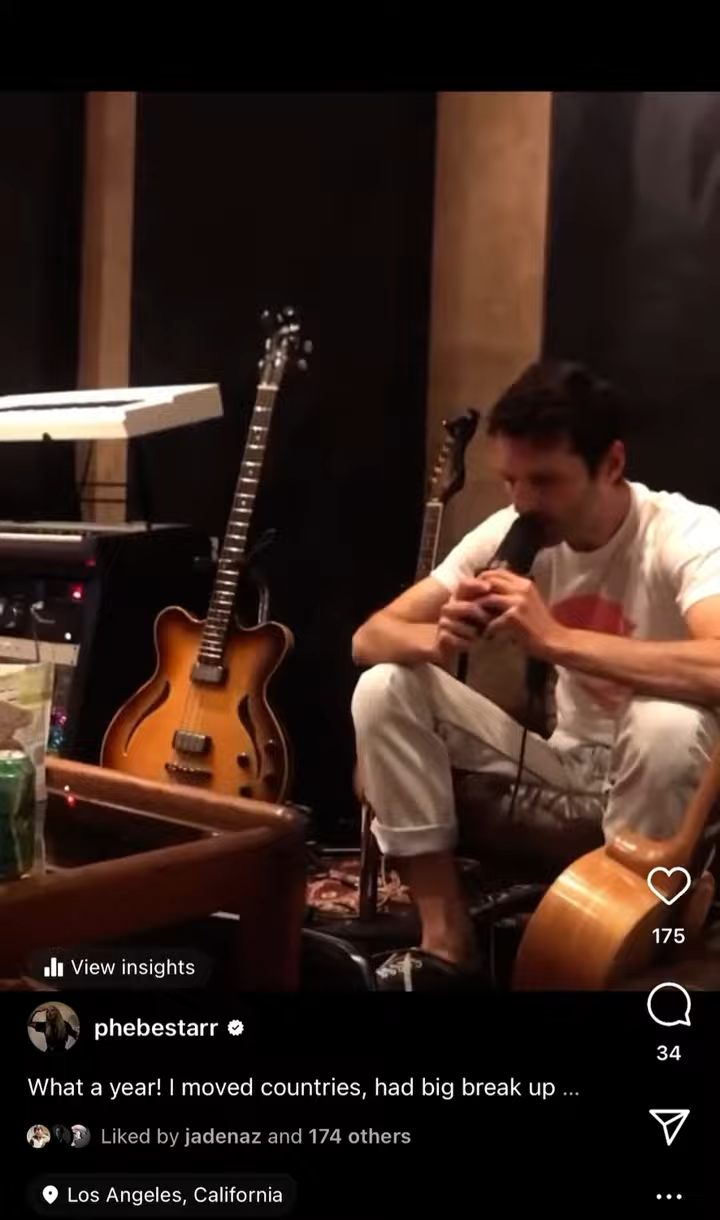 View insights
phebestarr
What a year! I moved countries, had big break up ...
Liked by jadenaz and 174 others
Los Angeles, California
175
34